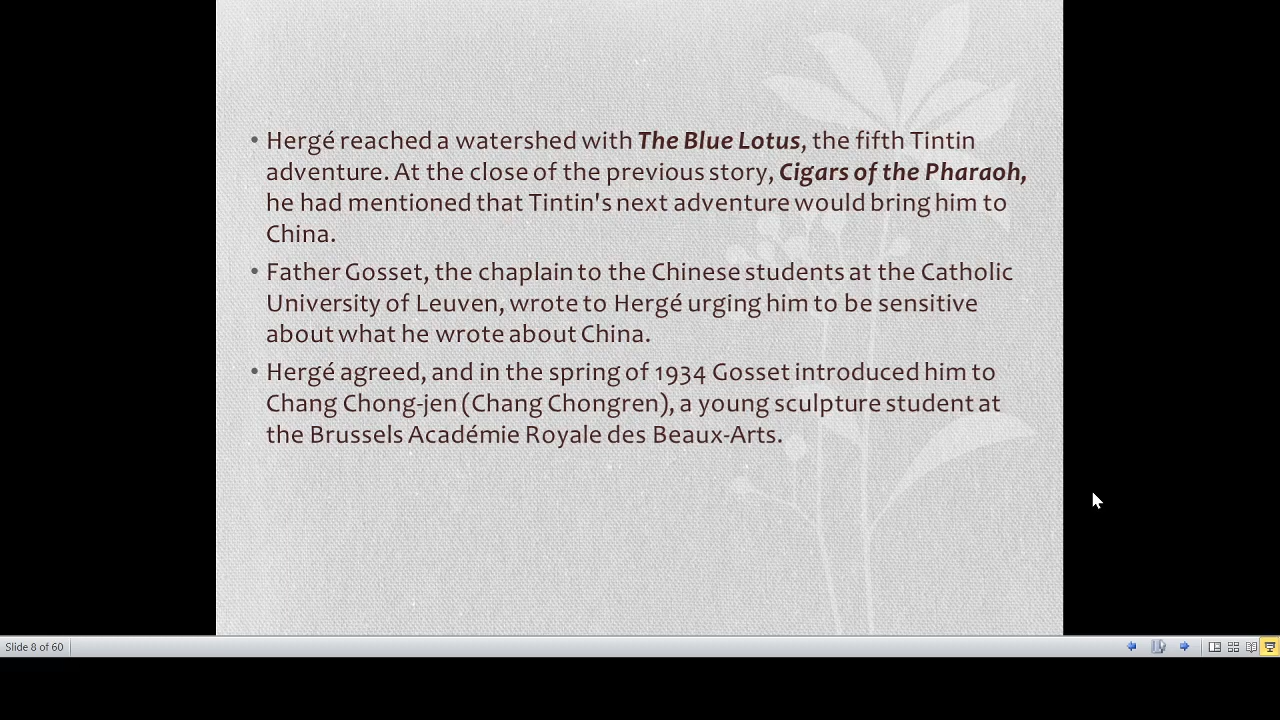 • Hergé reached a watershed with The Blue Lotus, the fifth Tintin
adventure. At the close of the previous story, Cigars of the Pharaoh,
he had mentioned that Tintin's next adventure would bring him to
China.
• Father Gosset, the chaplain to the Chinese students at the Catholic
University of Leuven, wrote to Hergé urging him to be sensitive
about what he wrote about China.
• Hergé agreed, and in the spring of 1934 Gosset introduced him to
Chang Chong-jen (Chang Chongren), a young sculpture student at
the Brussels Académie Royale des Beaux-Arts.
Slide 8 of 60